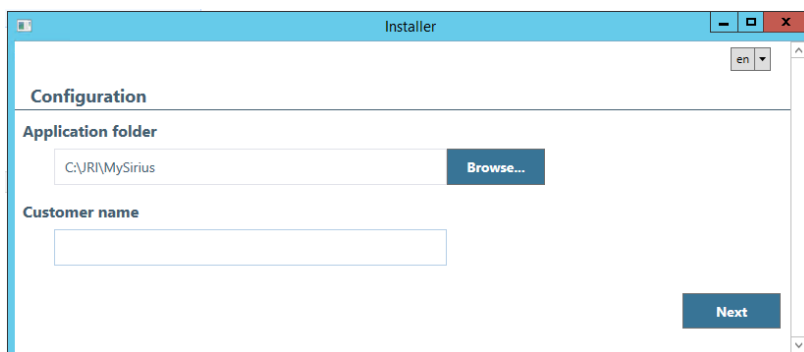 Installer
en
Configuration
Application folder
C:\JRI\MySirius
Browse...
Customer name
Next